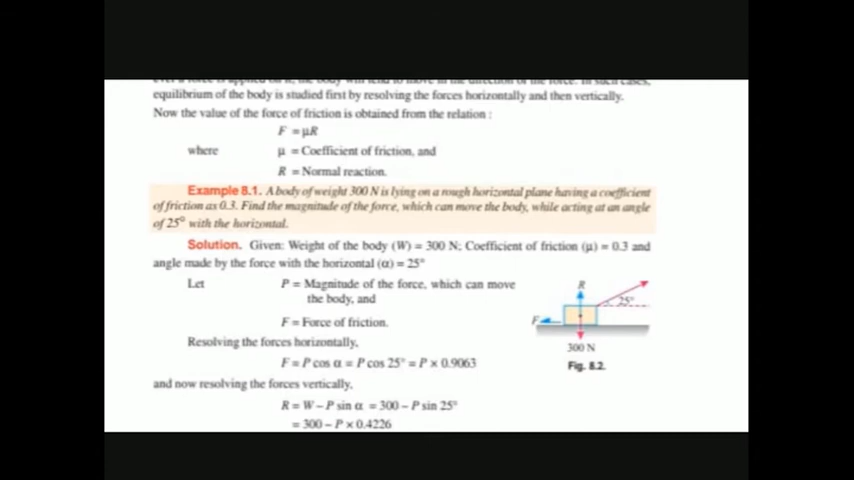 equilibrium of the body is studied first by resolving the forces horizontally and then vertically.
Now the value of the force of friction is obtained from the relation :
F = μR
where μ = Coefficient of friction, and
R = Normal reaction.
Example 8.1. A body of weight 300 N is lying on a rough horizontal plane having a coefficient
of friction as 0.3. Find the magnitude of the force, which can move the body, while acting at an angle
of 25° with the horizontal.
Solution. Given: Weight of the body (W) = 300 N; Coefficient of friction (μ) = 0.3 and
angle made by the force with the horizontal (α) = 25°
Let P = Magnitude of the force, which can move
the body, and
F = Force of friction.
Resolving the forces horizontally,
F = P cos α = P cos 25° = P × 0.9063
and now resolving the forces vertically,
R = W – P sin α = 300 – P sin 25°
= 300 – P × 0.4226
R
25°
F
300 N
Fig. 8.2.